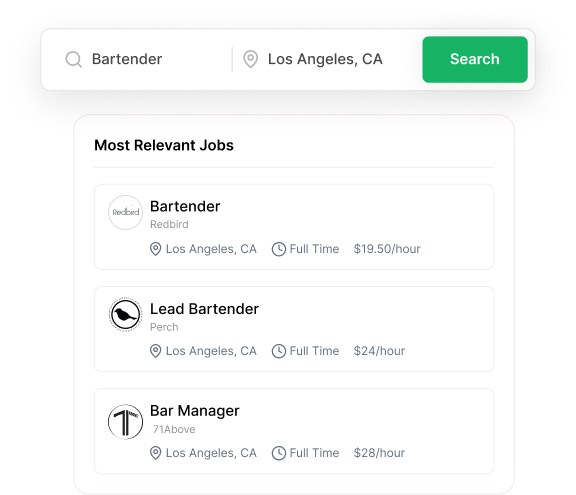 Bartender Los Angeles, CA Search
Most Relevant Jobs
Redbird
Bartender
Redbird
Los Angeles, CA Full Time $19.50/hour
Lead Bartender
Perch
Los Angeles, CA Full Time $24/hour
Bar Manager
71Above
Los Angeles, CA Full Time $28/hour